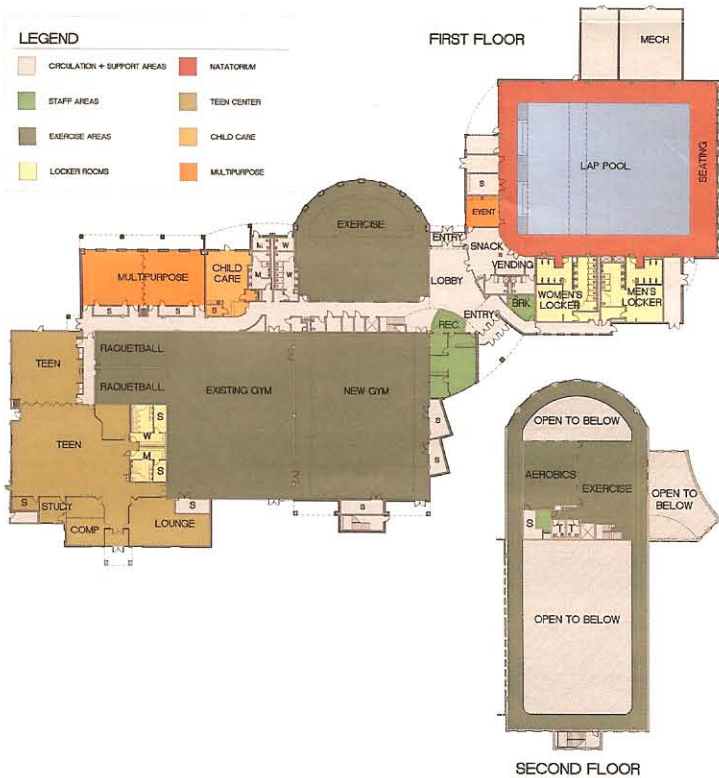 LEGEND
CIRCULATION + SUPPORT AREAS
STAFF AREAS
EXERCISE AREAS
LOCKER ROOMS
NATATORIUM
TEEN CENTER
CHILD CARE
MULTIPURPOSE
FIRST FLOOR
MECH
LAP POOL
SEATING
S
EVENT
EXERCISE
ENTRY
SNACK
VENDING
LOBBY
M
W
M
W
MULTIPURPOSE
CHILD
CARE
S
S
S
S
WOMEN'S
LOCKER
MEN'S
LOCKER
BRK
ENTRY
REC.
RAQUETBALL
RAQUETBALL
EXISTING GYM
NEW GYM
TEEN
TEEN
S
W
M
S
S
S
S
S
STUDY
COMP
LOUNGE
S
OPEN TO BELOW
AEROBICS
EXERCISE
OPEN TO
BELOW
S
T
T
OPEN TO BELOW
SECOND FLOOR